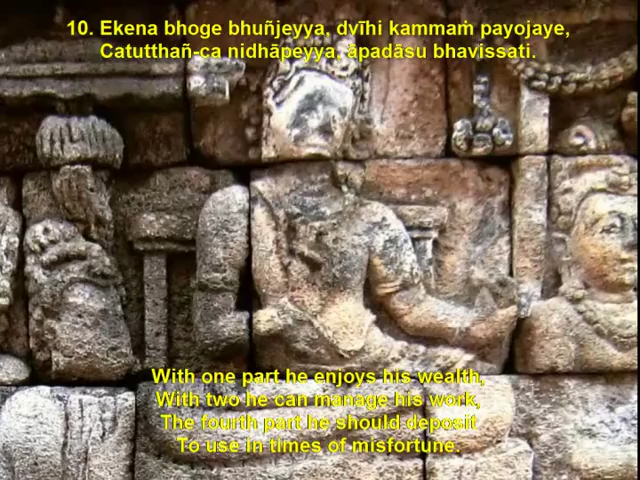 10. Ekena bhoge bhuñjeyya, dvīhi kammaṁ payojaye,
Catutthañ-ca nidhāpeyya, āpadāsu bhavissati.
With one part he enjoys his wealth,
With two he can manage his work,
The fourth part he should deposit
To use in times of misfortune.